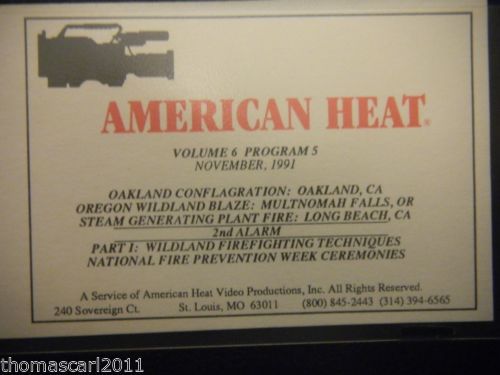 AMERICAN HEAT®
VOLUME 6 PROGRAM 5
NOVEMBER, 1991
OAKLAND CONFLAGRATION: OAKLAND, CA
OREGON WILDLAND BLAZE: MULTNOMAH FALLS, OR
STEAM GENERATING PLANT FIRE: LONG BEACH, CA
2nd ALARM
PART I: WILDLAND FIREFIGHTING TECHNIQUES
NATIONAL FIRE PREVENTION WEEK CEREMONIES
A Service of American Heat Video Productions, Inc. All Rights Reserved.
240 Sovereign Ct. St. Louis, MO 63011 (800) 845-2443 (314) 394-6565
thomascarl2011